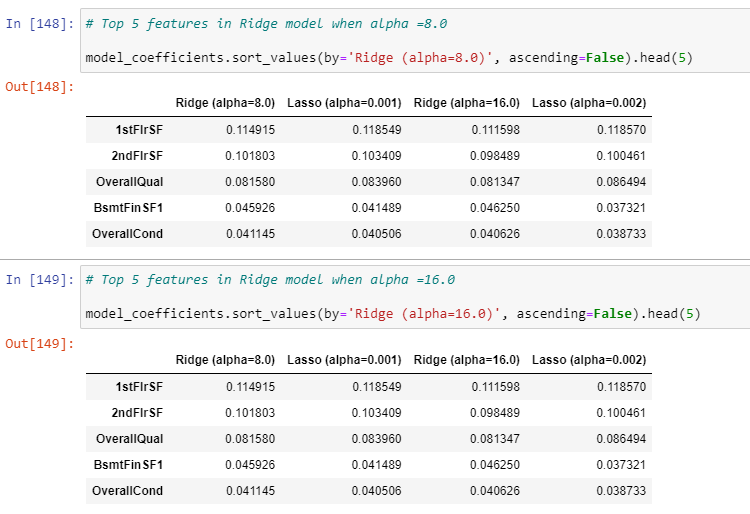 In [148]: # Top 5 features in Ridge model when alpha =8.0
model_coefficients.sort_values(by='Ridge (alpha=8.0)', ascending=False).head(5)
Out[148]:
Ridge (alpha=8.0) Lasso (alpha=0.001) Ridge (alpha=16.0) Lasso (alpha=0.002)
1stFlrSF 0.114915 0.118549 0.111598 0.118570
2ndFlrSF 0.101803 0.103409 0.098489 0.100461
OverallQual 0.081580 0.083960 0.081347 0.086494
BsmtFinSF1 0.045926 0.041489 0.046250 0.037321
OverallCond 0.041145 0.040506 0.040626 0.038733
In [149]: # Top 5 features in Ridge model when alpha =16.0
model_coefficients.sort_values(by='Ridge (alpha=16.0)', ascending=False).head(5)
Out[149]:
Ridge (alpha=8.0) Lasso (alpha=0.001) Ridge (alpha=16.0) Lasso (alpha=0.002)
1stFlrSF 0.114915 0.118549 0.111598 0.118570
2ndFlrSF 0.101803 0.103409 0.098489 0.100461
OverallQual 0.081580 0.083960 0.081347 0.086494
BsmtFinSF1 0.045926 0.041489 0.046250 0.037321
OverallCond 0.041145 0.040506 0.040626 0.038733